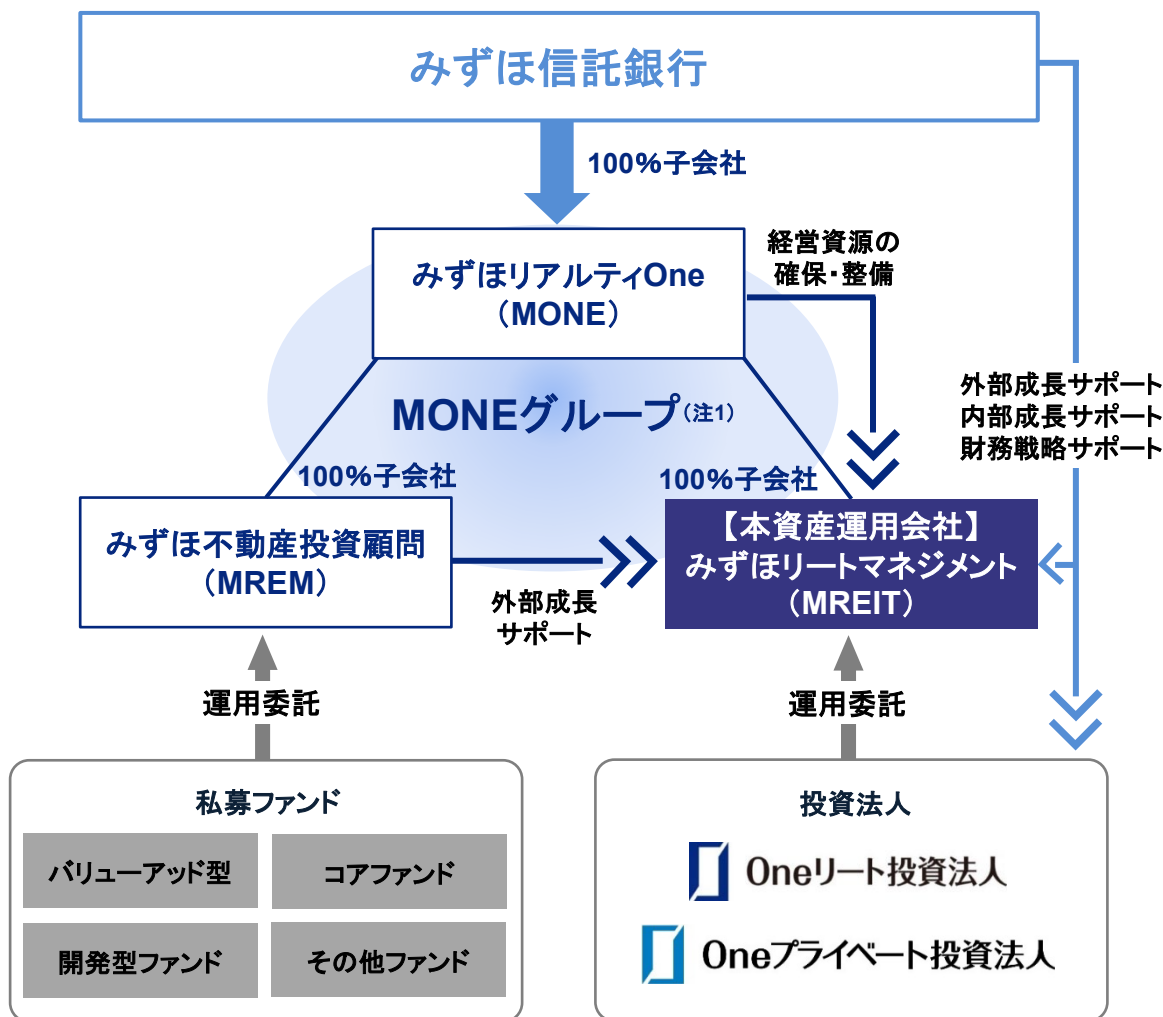 みずほ信託銀行
100%子会社
みずほリアルティOne
（MONE）
経営資源の
確保・整備
外部成長サポート
内部成長サポート
財務戦略サポート
MONEグループ（注1）
100%子会社
100%子会社
みずほ不動産投資顧問
（MREM）
外部成長
サポート
【本資産運用会社】
みずほリートマネジメント
（MREIT）
運用委託
運用委託
私募ファンド
バリューアッド型
コアファンド
開発型ファンド
その他ファンド
投資法人
Oneリート投資法人
Oneプライベート投資法人